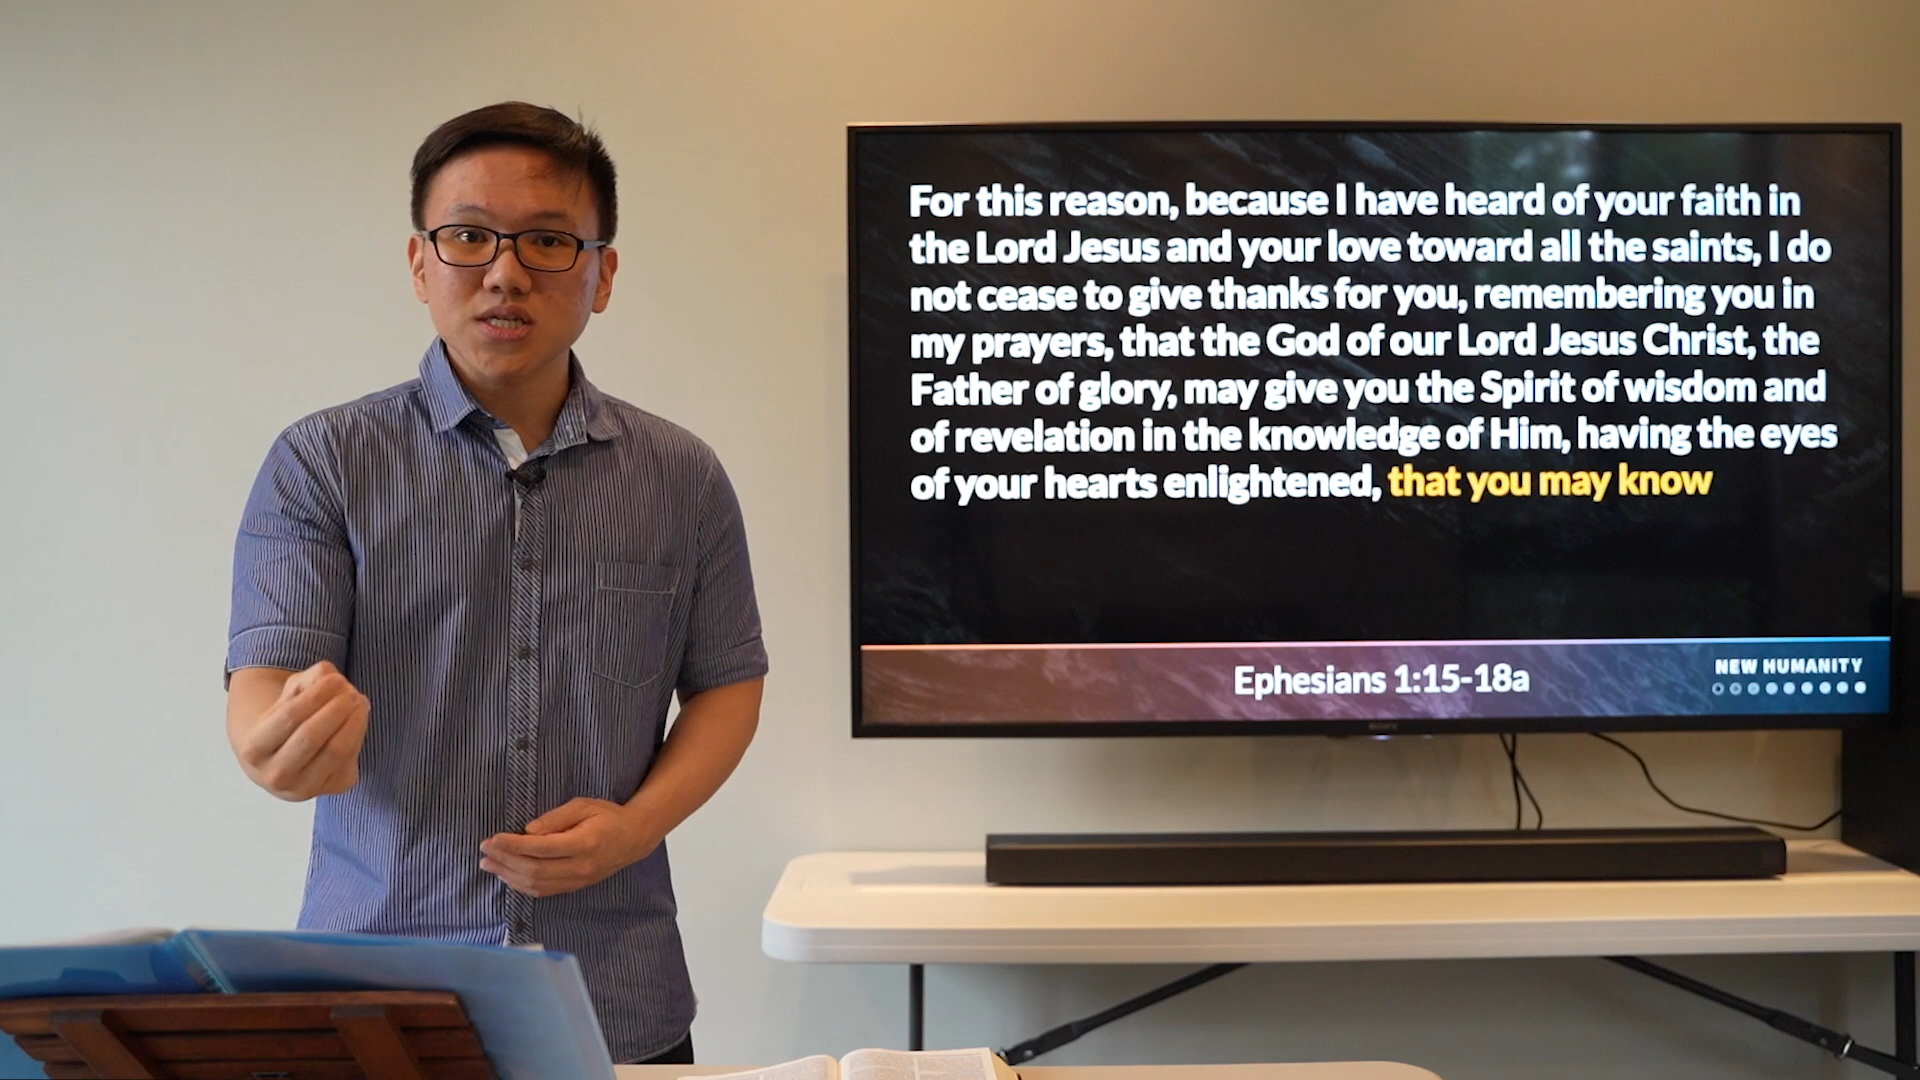 For this reason, because I have heard of your faith in
the Lord Jesus and your love toward all the saints, I do
not cease to give thanks for you, remembering you in
my prayers, that the God of our Lord Jesus Christ, the
Father of glory, may give you the Spirit of wisdom and
of revelation in the knowledge of Him, having the eyes
of your hearts enlightened, that you may know
Ephesians 1:15-18a
NEW HUMANITY
SONY